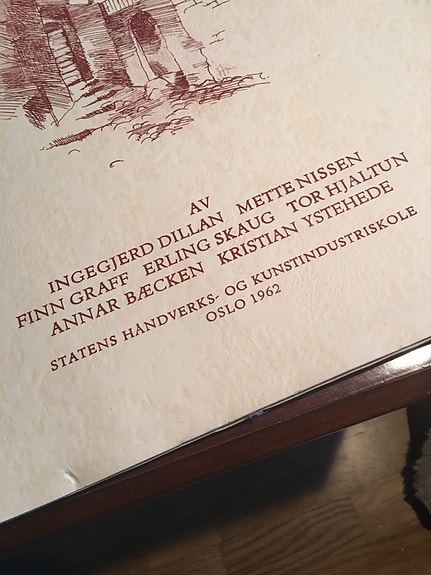 AV
INGEGJERD DILLAN METTE NISSEN
FINN GRAFF ERLING SKAUG TOR HJALTUN
ANNAR BÆCKEN KRISTIAN YSTEHEDE
STATENS HÅNDVERKS- OG KUNSTINDUSTRISKOLE
OSLO 1962